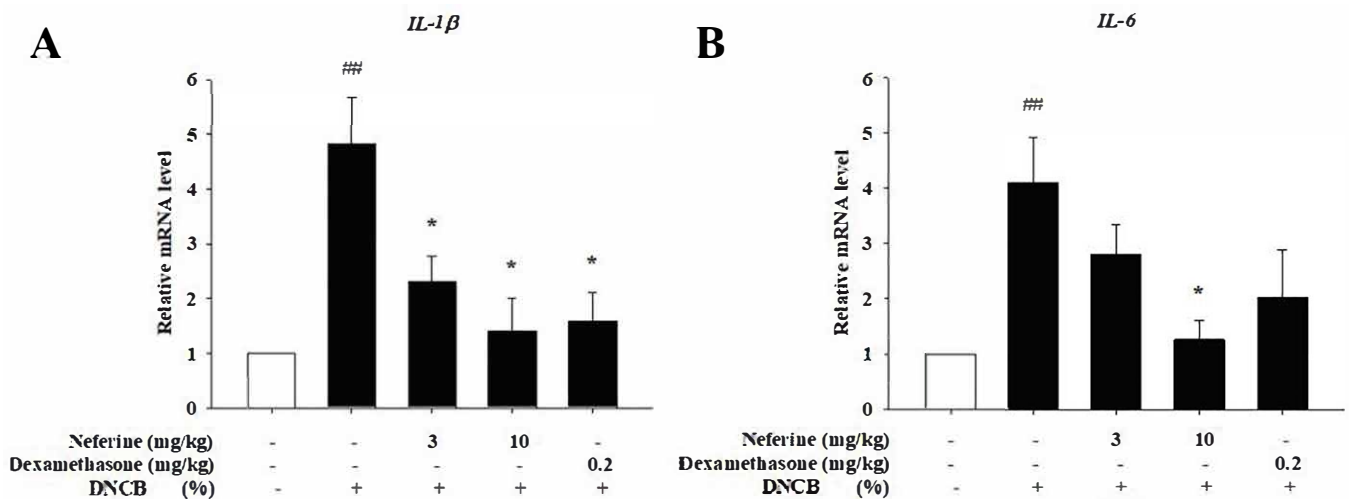 A
IL-1β
##
6
5
4
3
2
1
0
*
*
*
Relative mRNA level
Neferine (mg/kg) - - 3 10 -
Dexamethasone (mg/kg) - - - - 0.2
DNCB (%) - + + + +
B
IL-6
##
6
5
4
3
2
1
0
*
Relative mRNA level
Neferine (mg/kg) - - 3 10 -
Dexamethasone (mg/kg) - - - - 0.2
DNCB (%) - + + + +